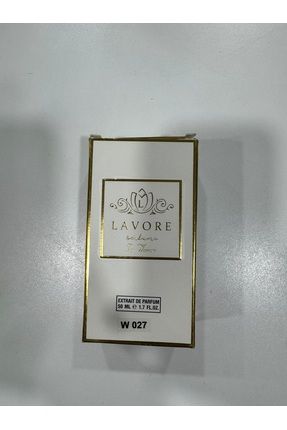 L
LAVORE
EXTRAIT DE PARFUM
50 ML ℮ 1.7 FL.OZ.
W 027